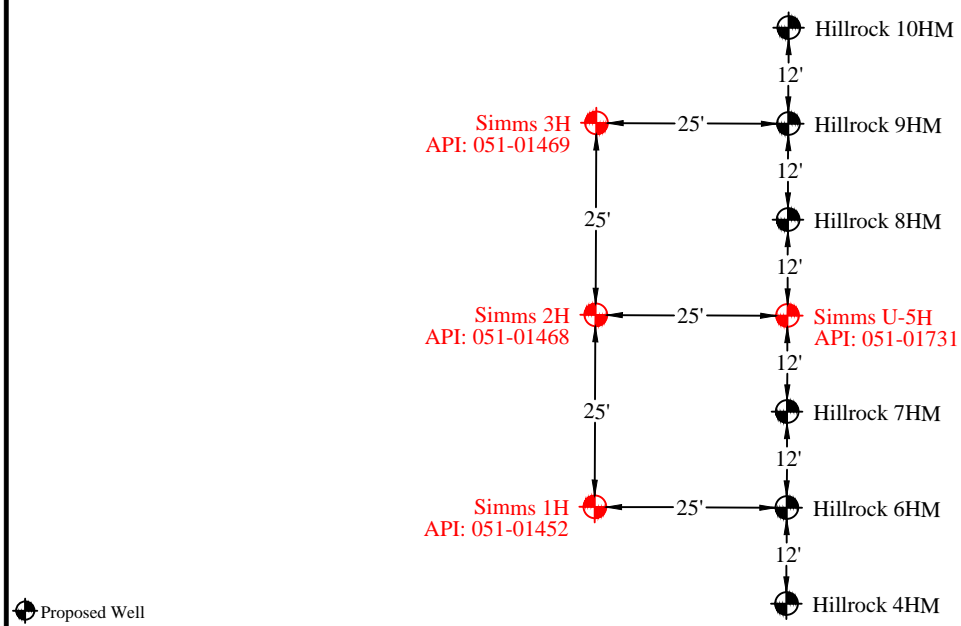 Hillrock 10HM
12'
Simms 3H
API: 051-01469
25'
Hillrock 9HM
12'
25'
Hillrock 8HM
12'
Simms 2H
API: 051-01468
25'
Simms U-5H
API: 051-01731
12'
25'
Hillrock 7HM
12'
Simms 1H
API: 051-01452
25'
Hillrock 6HM
12'
Hillrock 4HM
Proposed Well